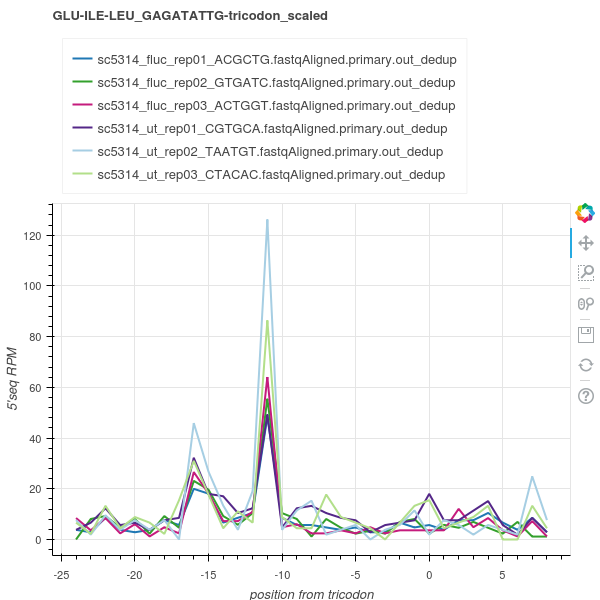 GLU-ILE-LEU_GAGATATTG-tricodon_scaled
sc5314_fluc_rep01_ACGCTG.fastqAligned.primary.out_dedup
sc5314_fluc_rep02_GTGATC.fastqAligned.primary.out_dedup
sc5314_fluc_rep03_ACTGGT.fastqAligned.primary.out_dedup
sc5314_ut_rep01_CGTGCA.fastqAligned.primary.out_dedup
sc5314_ut_rep02_TAATGT.fastqAligned.primary.out_dedup
sc5314_ut_rep03_CTACAC.fastqAligned.primary.out_dedup
120
100
80
60
40
20
0
5'seq RPM
-25 -20 -15 -10 -5 0 5
position from tricodon